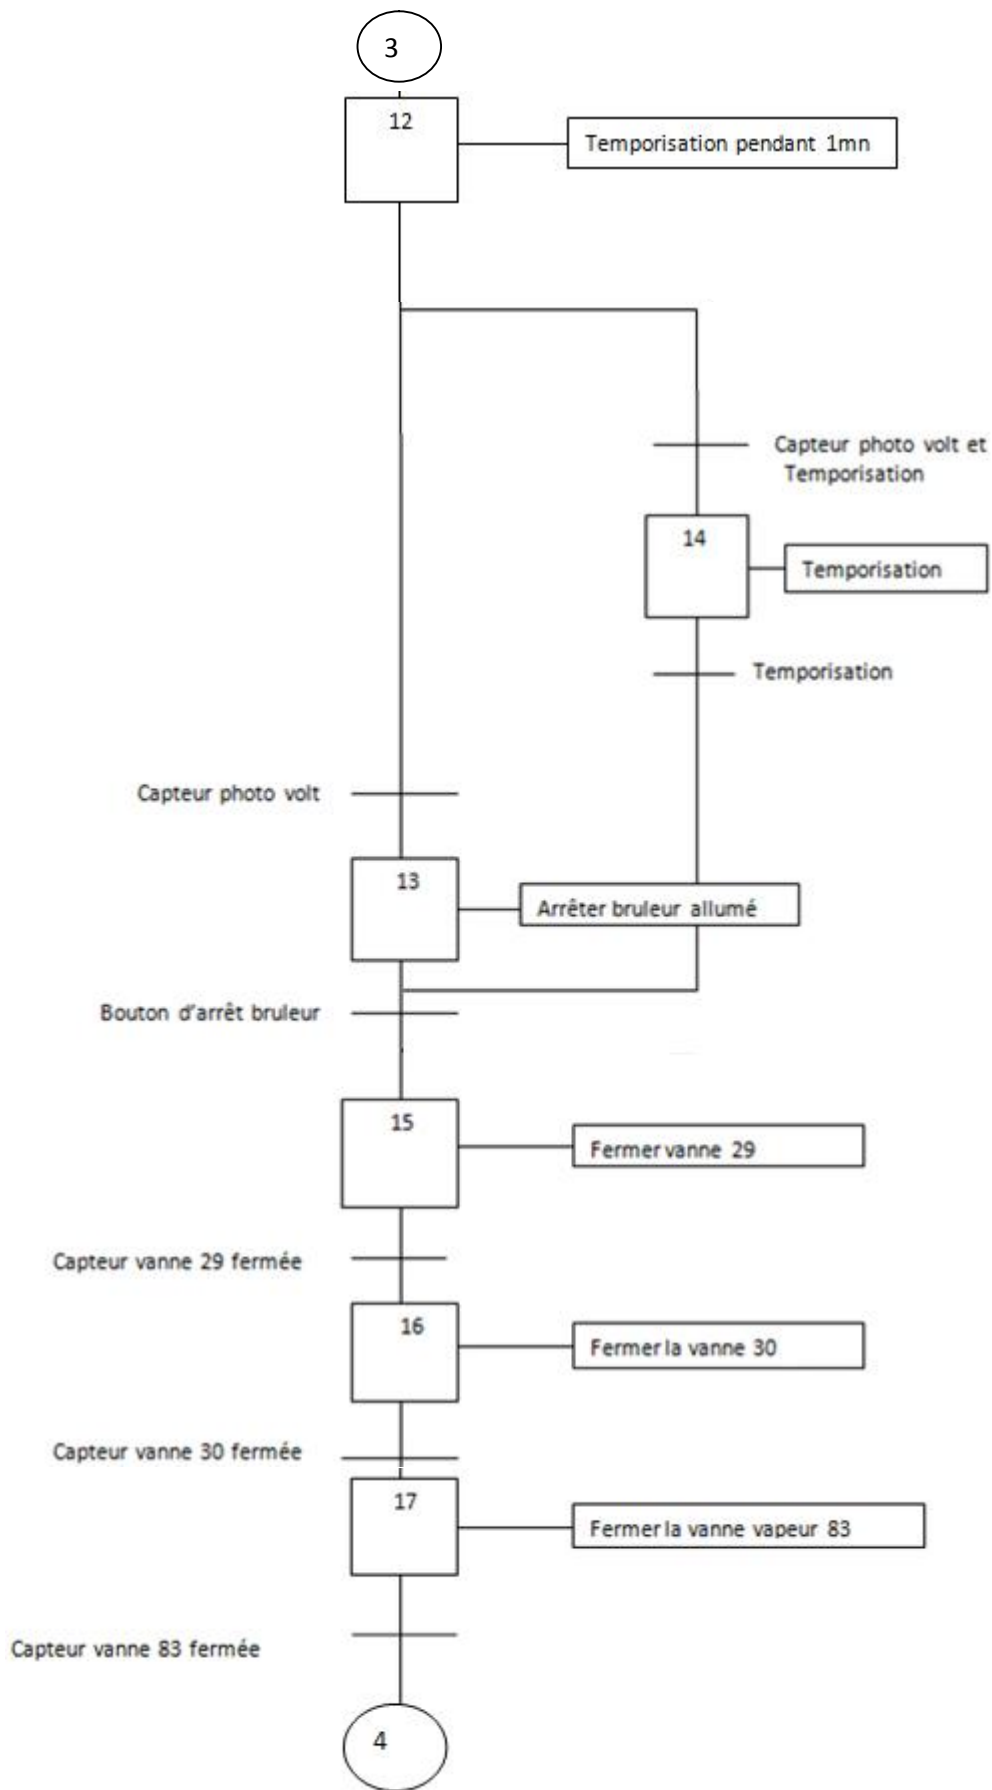 3
12
Temporisation pendant 1mn
Capteur photo volt et
Temporisation
14
Temporisation
Temporisation
Capteur photo volt
13
Arrêter bruleur allumé
Bouton d'arrêt bruleur
15
Fermer vanne 29
Capteur vanne 29 fermée
16
Fermer la vanne 30
Capteur vanne 30 fermée
17
Fermer la vanne vapeur 83
Capteur vanne 83 fermée
4